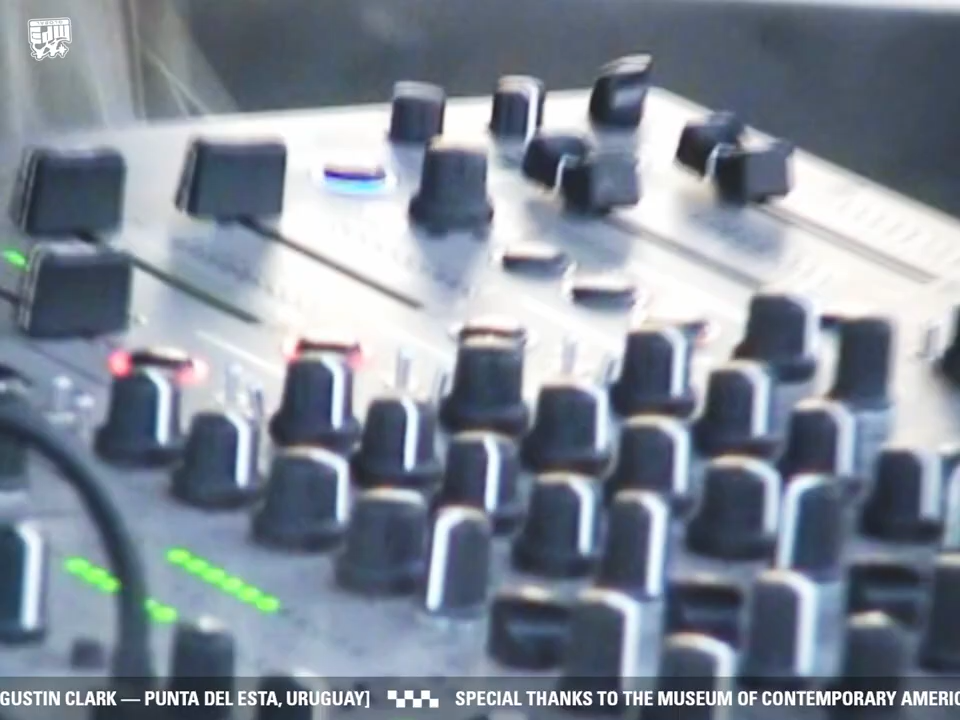 GUSTIN CLARK — PUNTA DEL ESTA, URUGUAY] SPECIAL THANKS TO THE MUSEUM OF CONTEMPORARY AMERIC